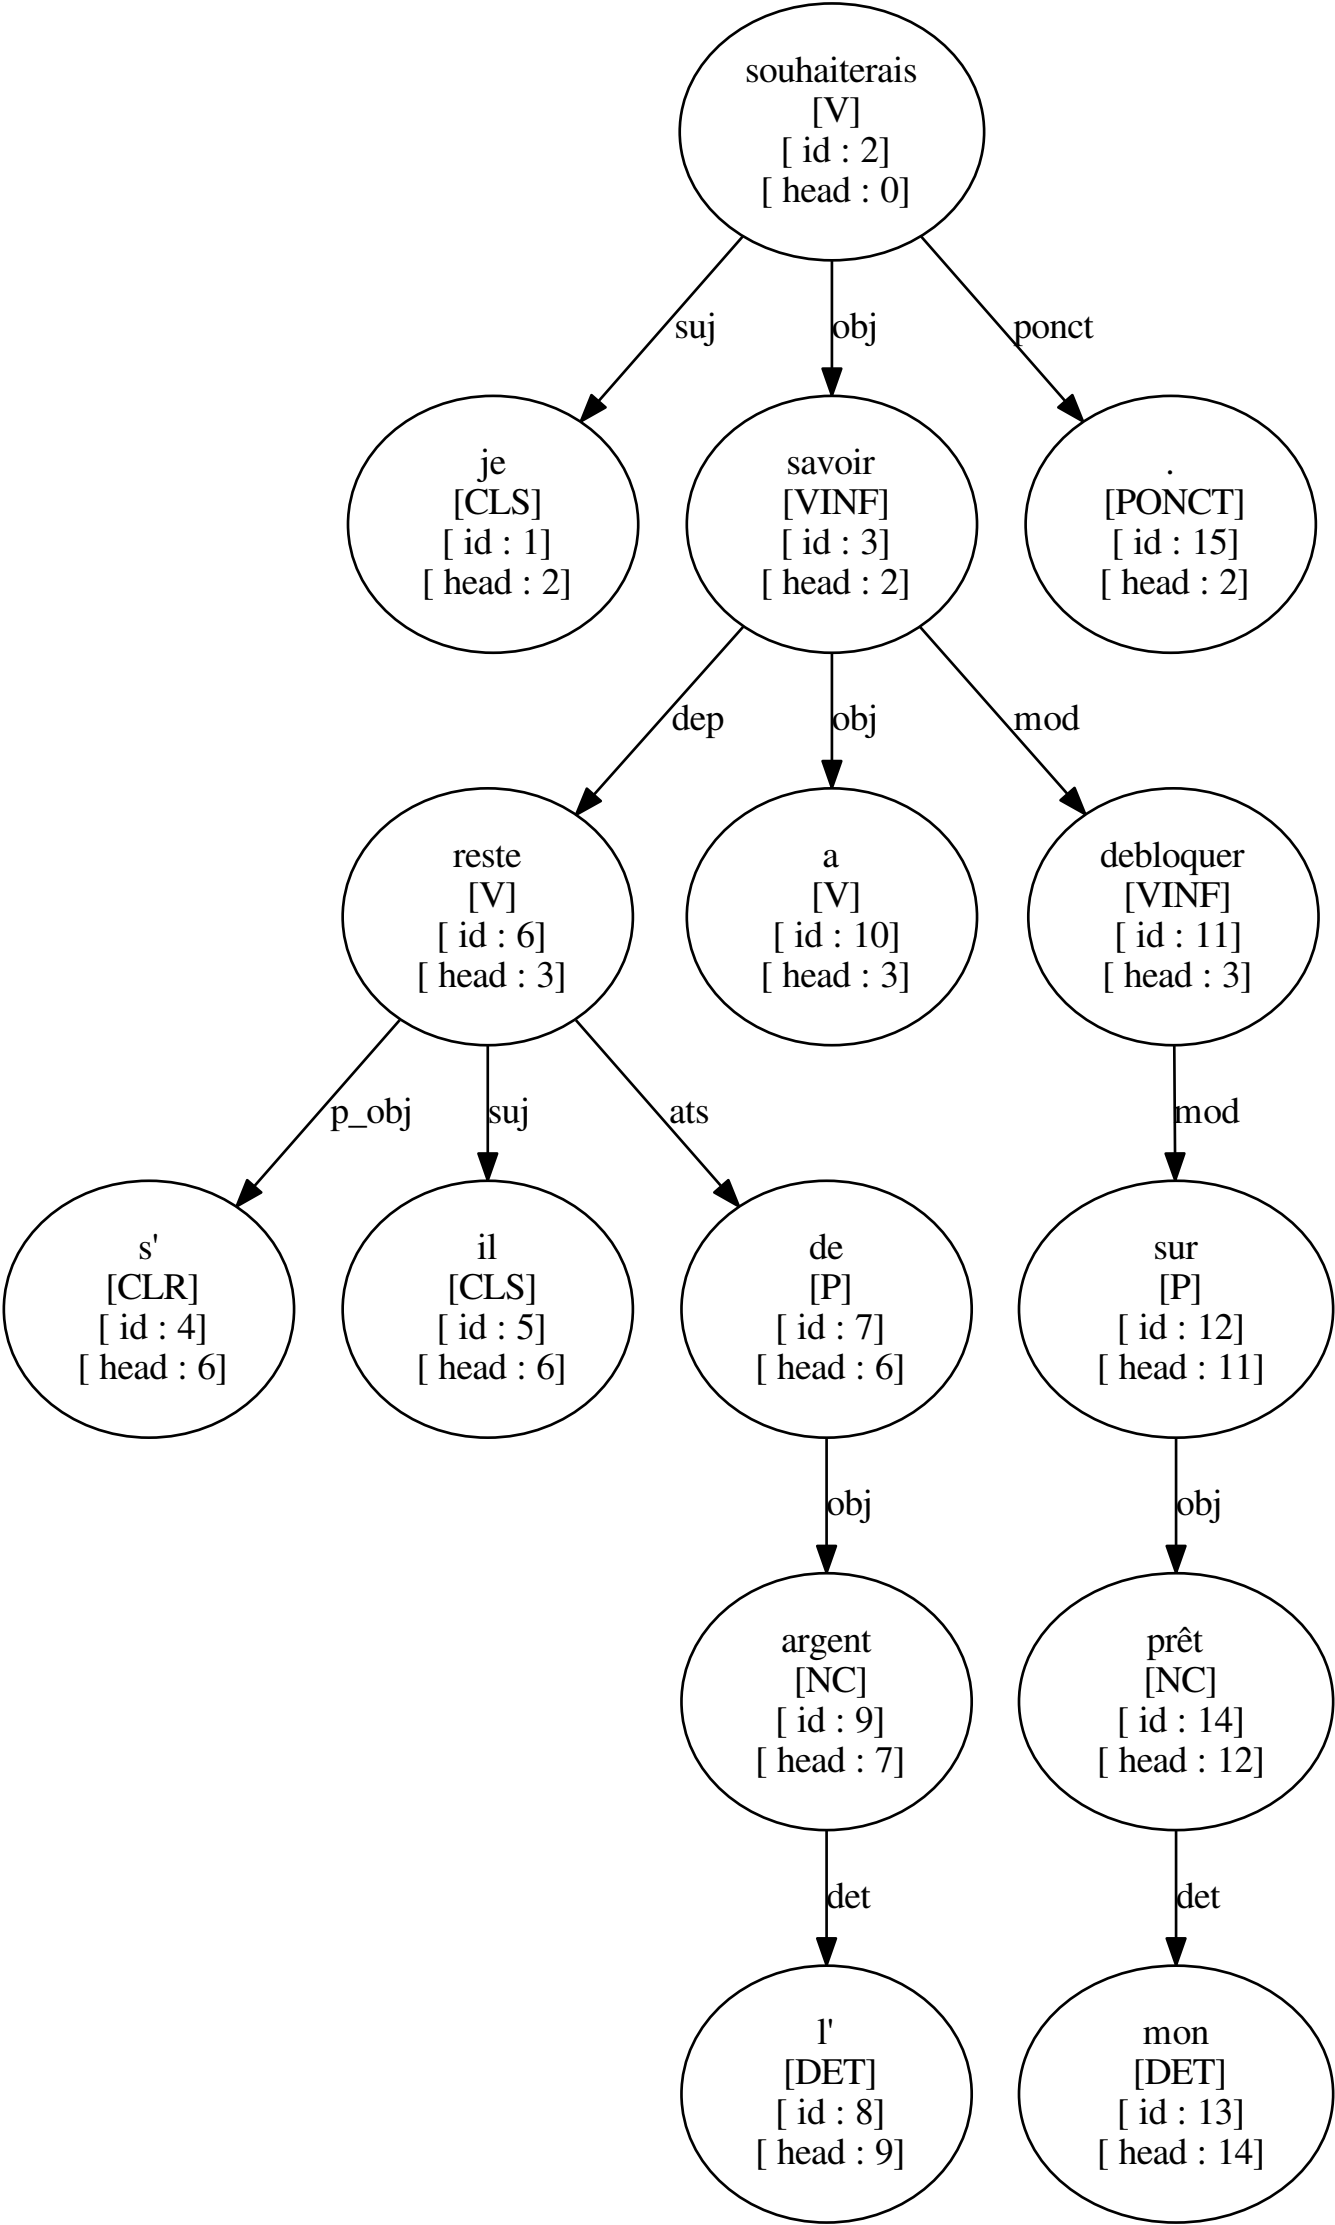 souhaiterais
[V]
[ id : 2]
[ head : 0]
suj
obj
ponct
je
[CLS]
[ id : 1]
[ head : 2]
savoir
[VINF]
[ id : 3]
[ head : 2]
.
[PONCT]
[ id : 15]
[ head : 2]
dep
obj
mod
reste
[V]
[ id : 6]
[ head : 3]
a
[V]
[ id : 10]
[ head : 3]
debloquer
[VINF]
[ id : 11]
[ head : 3]
p_obj
suj
ats
mod
s'
[CLR]
[ id : 4]
[ head : 6]
il
[CLS]
[ id : 5]
[ head : 6]
de
[P]
[ id : 7]
[ head : 6]
sur
[P]
[ id : 12]
[ head : 11]
obj
obj
argent
[NC]
[ id : 9]
[ head : 7]
prêt
[NC]
[ id : 14]
[ head : 12]
det
det
l'
[DET]
[ id : 8]
[ head : 9]
mon
[DET]
[ id : 13]
[ head : 14]